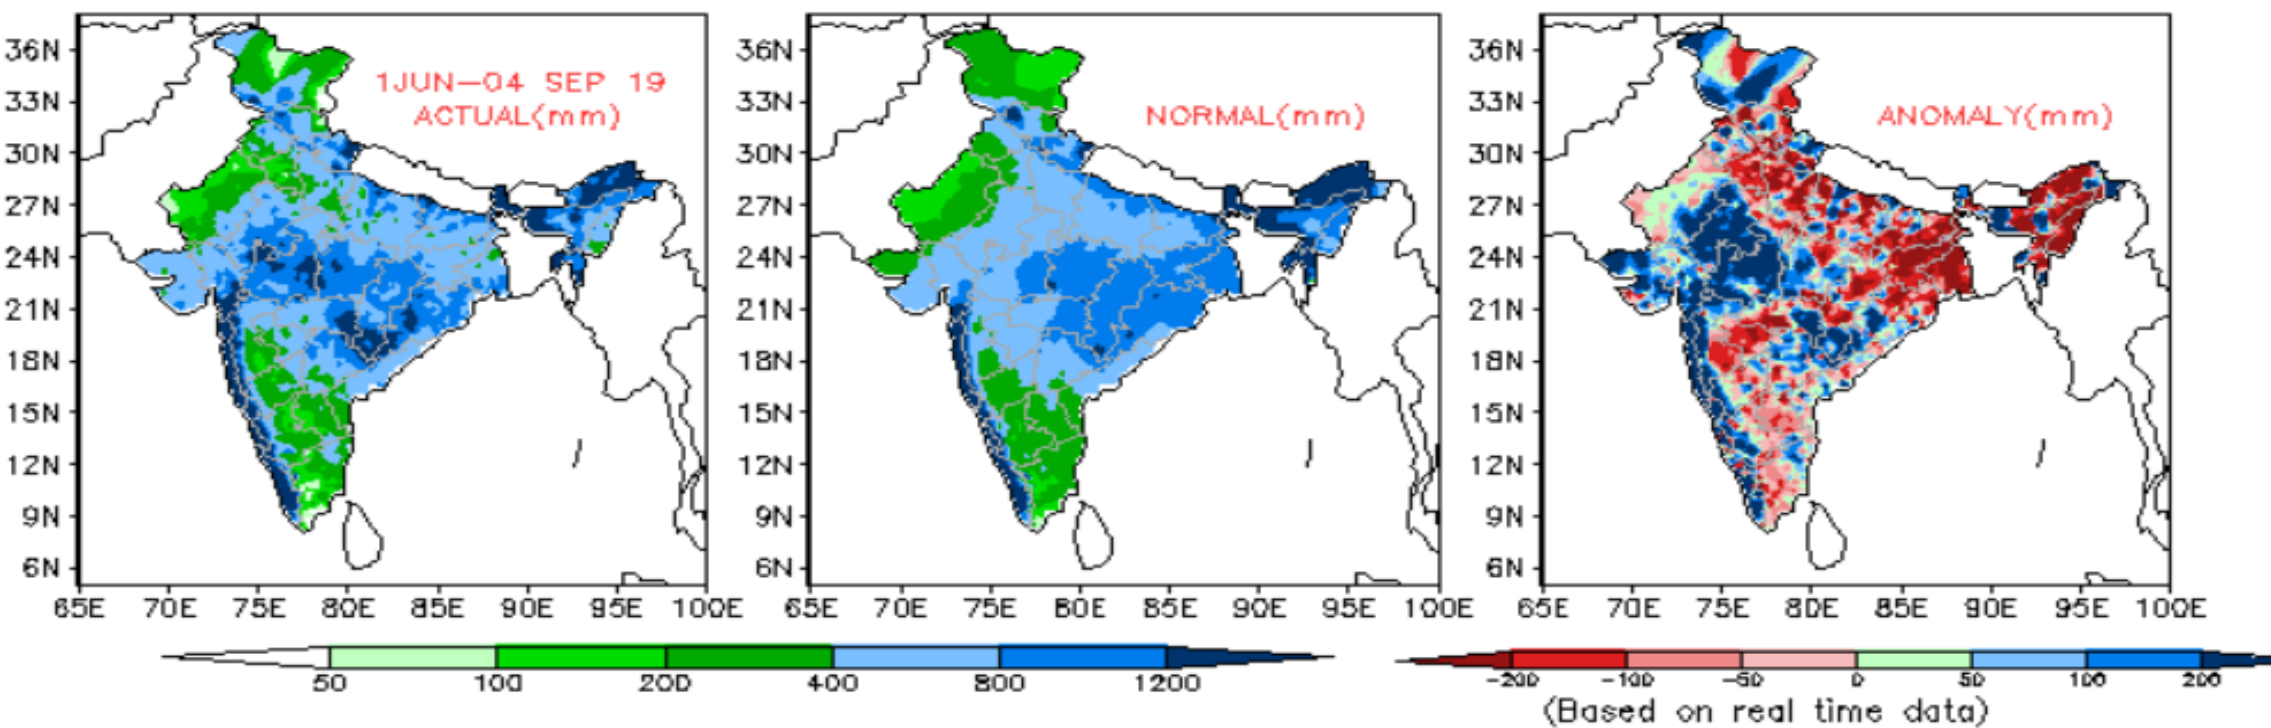 36N
33N
30N
27N
24N
21N
18N
15N
12N
9N
6N
65E 70E 75E 80E 85E 90E 95E 100E
1JUN-04 SEP 19
ACTUAL(mm)
36N
33N
30N
27N
24N
21N
18N
15N
12N
9N
6N
65E 70E 75E 80E 85E 90E 95E 100E
NORMAL(mm)
36N
33N
30N
27N
24N
21N
18N
15N
12N
9N
6N
65E 70E 75E 80E 85E 90E 95E 100E
ANOMALY(mm)
50 100 200 400 800 1200
-200 -100 -50 0 50 100 200
(Based on real time data)